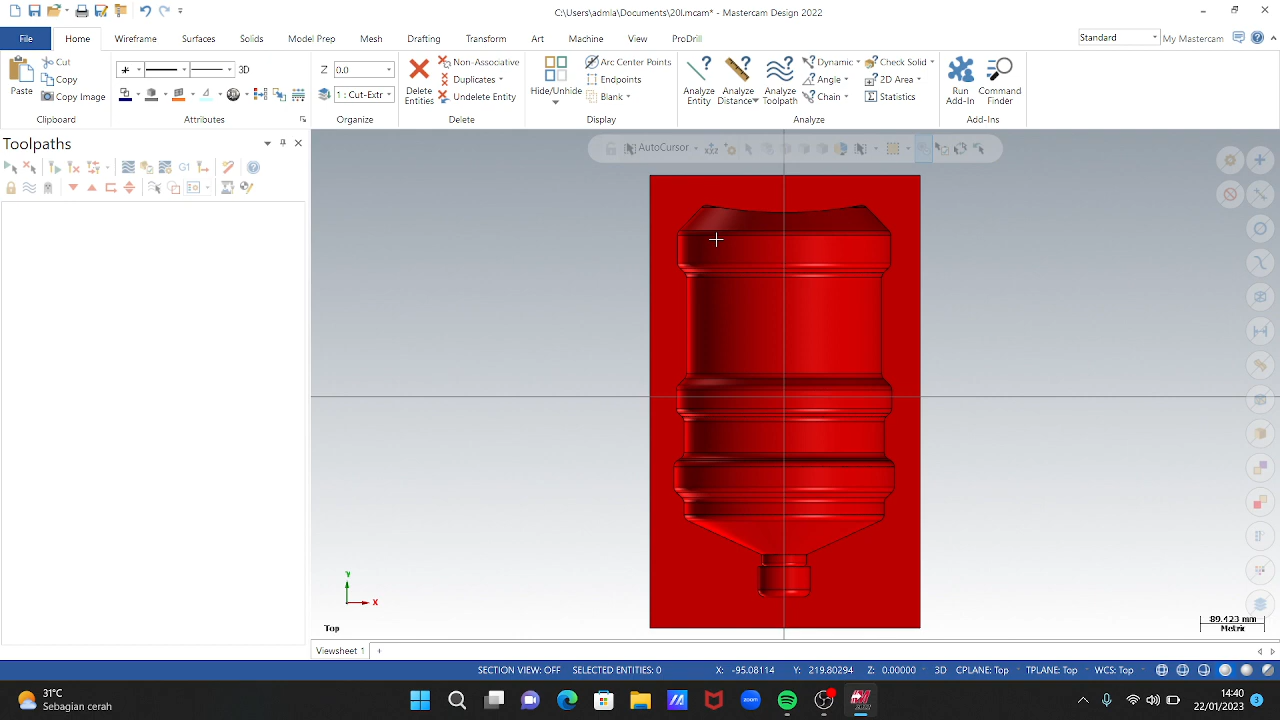 C:\Users\admia\Documents\20l.mcam* - Mastercam Design 2022
File Home Wireframe Surfaces Solids Model Prep Mesh Drafting Transform Art Machine View ProDrill Standard My Mastercam
Cut
Copy
Copy Image
Paste
Clipboard
3D
Attributes
Z 0.0
1 : Cut-Extr
Organize
Delete Entities
Non-Associative
Duplicates
Undelete Entity
Delete
Hide/Unhide
Arc Center Points
Endpoints
Blank
Display
Analyze Entity
Analyze Distance
Analyze Toolpath
Dynamic
Angle
Chain
Check Solid
2D Area
Statistics
Analyze
Run Add-In
Command Finder
Add-Ins
Toolpaths
AutoCursor
G1
Y
X
Top
89.423 mm
Metric
Viewsheet 1 +
SECTION VIEW: OFF SELECTED ENTITIES: 0 X: -95.08114 Y: 219.80294 Z: 0.00000 3D CPLANE: Top TPLANE: Top WCS: Top
31°C
Sebagian cerah
zoom
20:40
22/01/2023
3